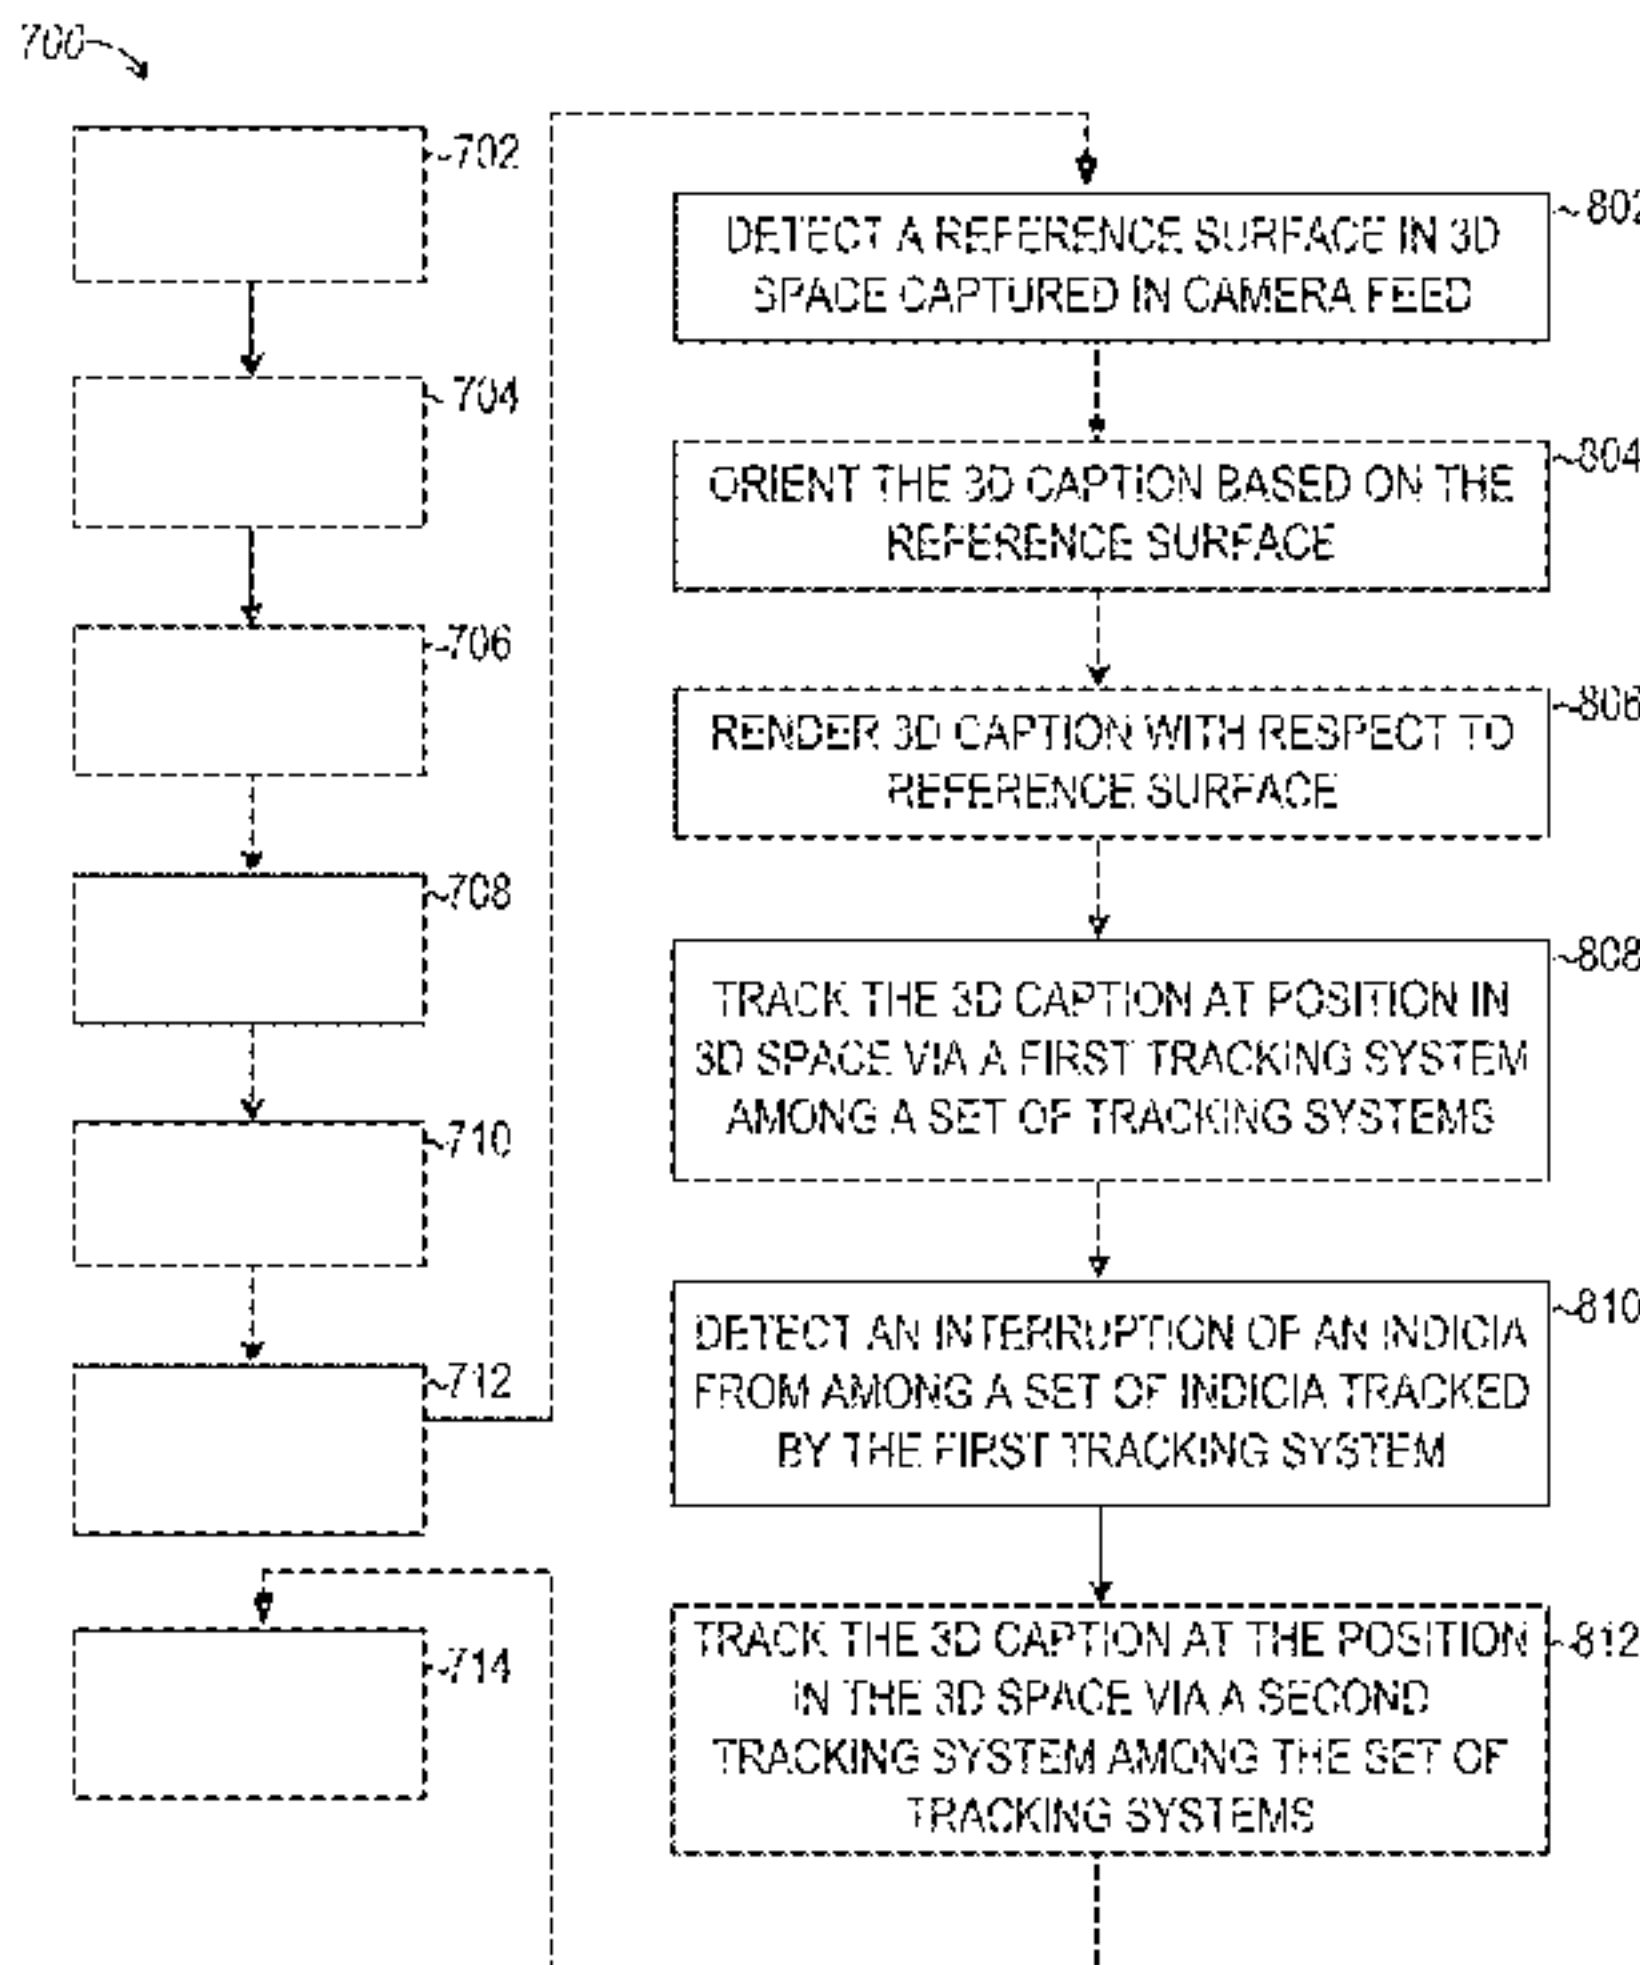 700
702
704
706
708
710
712
714
802
DETECT A REFERENCE SURFACE IN 3D
SPACE CAPTURED IN CAMERA FEED
804
ORIENT THE 3D CAPTION BASED ON THE
REFERENCE SURFACE
806
RENDER 3D CAPTION WITH RESPECT TO
REFERENCE SURFACE
808
TRACK THE 3D CAPTION AT POSITION IN
3D SPACE VIA A FIRST TRACKING SYSTEM
AMONG A SET OF TRACKING SYSTEMS
810
DETECT AN INTERRUPTION OF AN INDICIA
FROM AMONG A SET OF INDICIA TRACKED
BY THE FIRST TRACKING SYSTEM
812
TRACK THE 3D CAPTION AT THE POSITION
IN THE 3D SPACE VIA A SECOND
TRACKING SYSTEM AMONG THE SET OF
TRACKING SYSTEMS